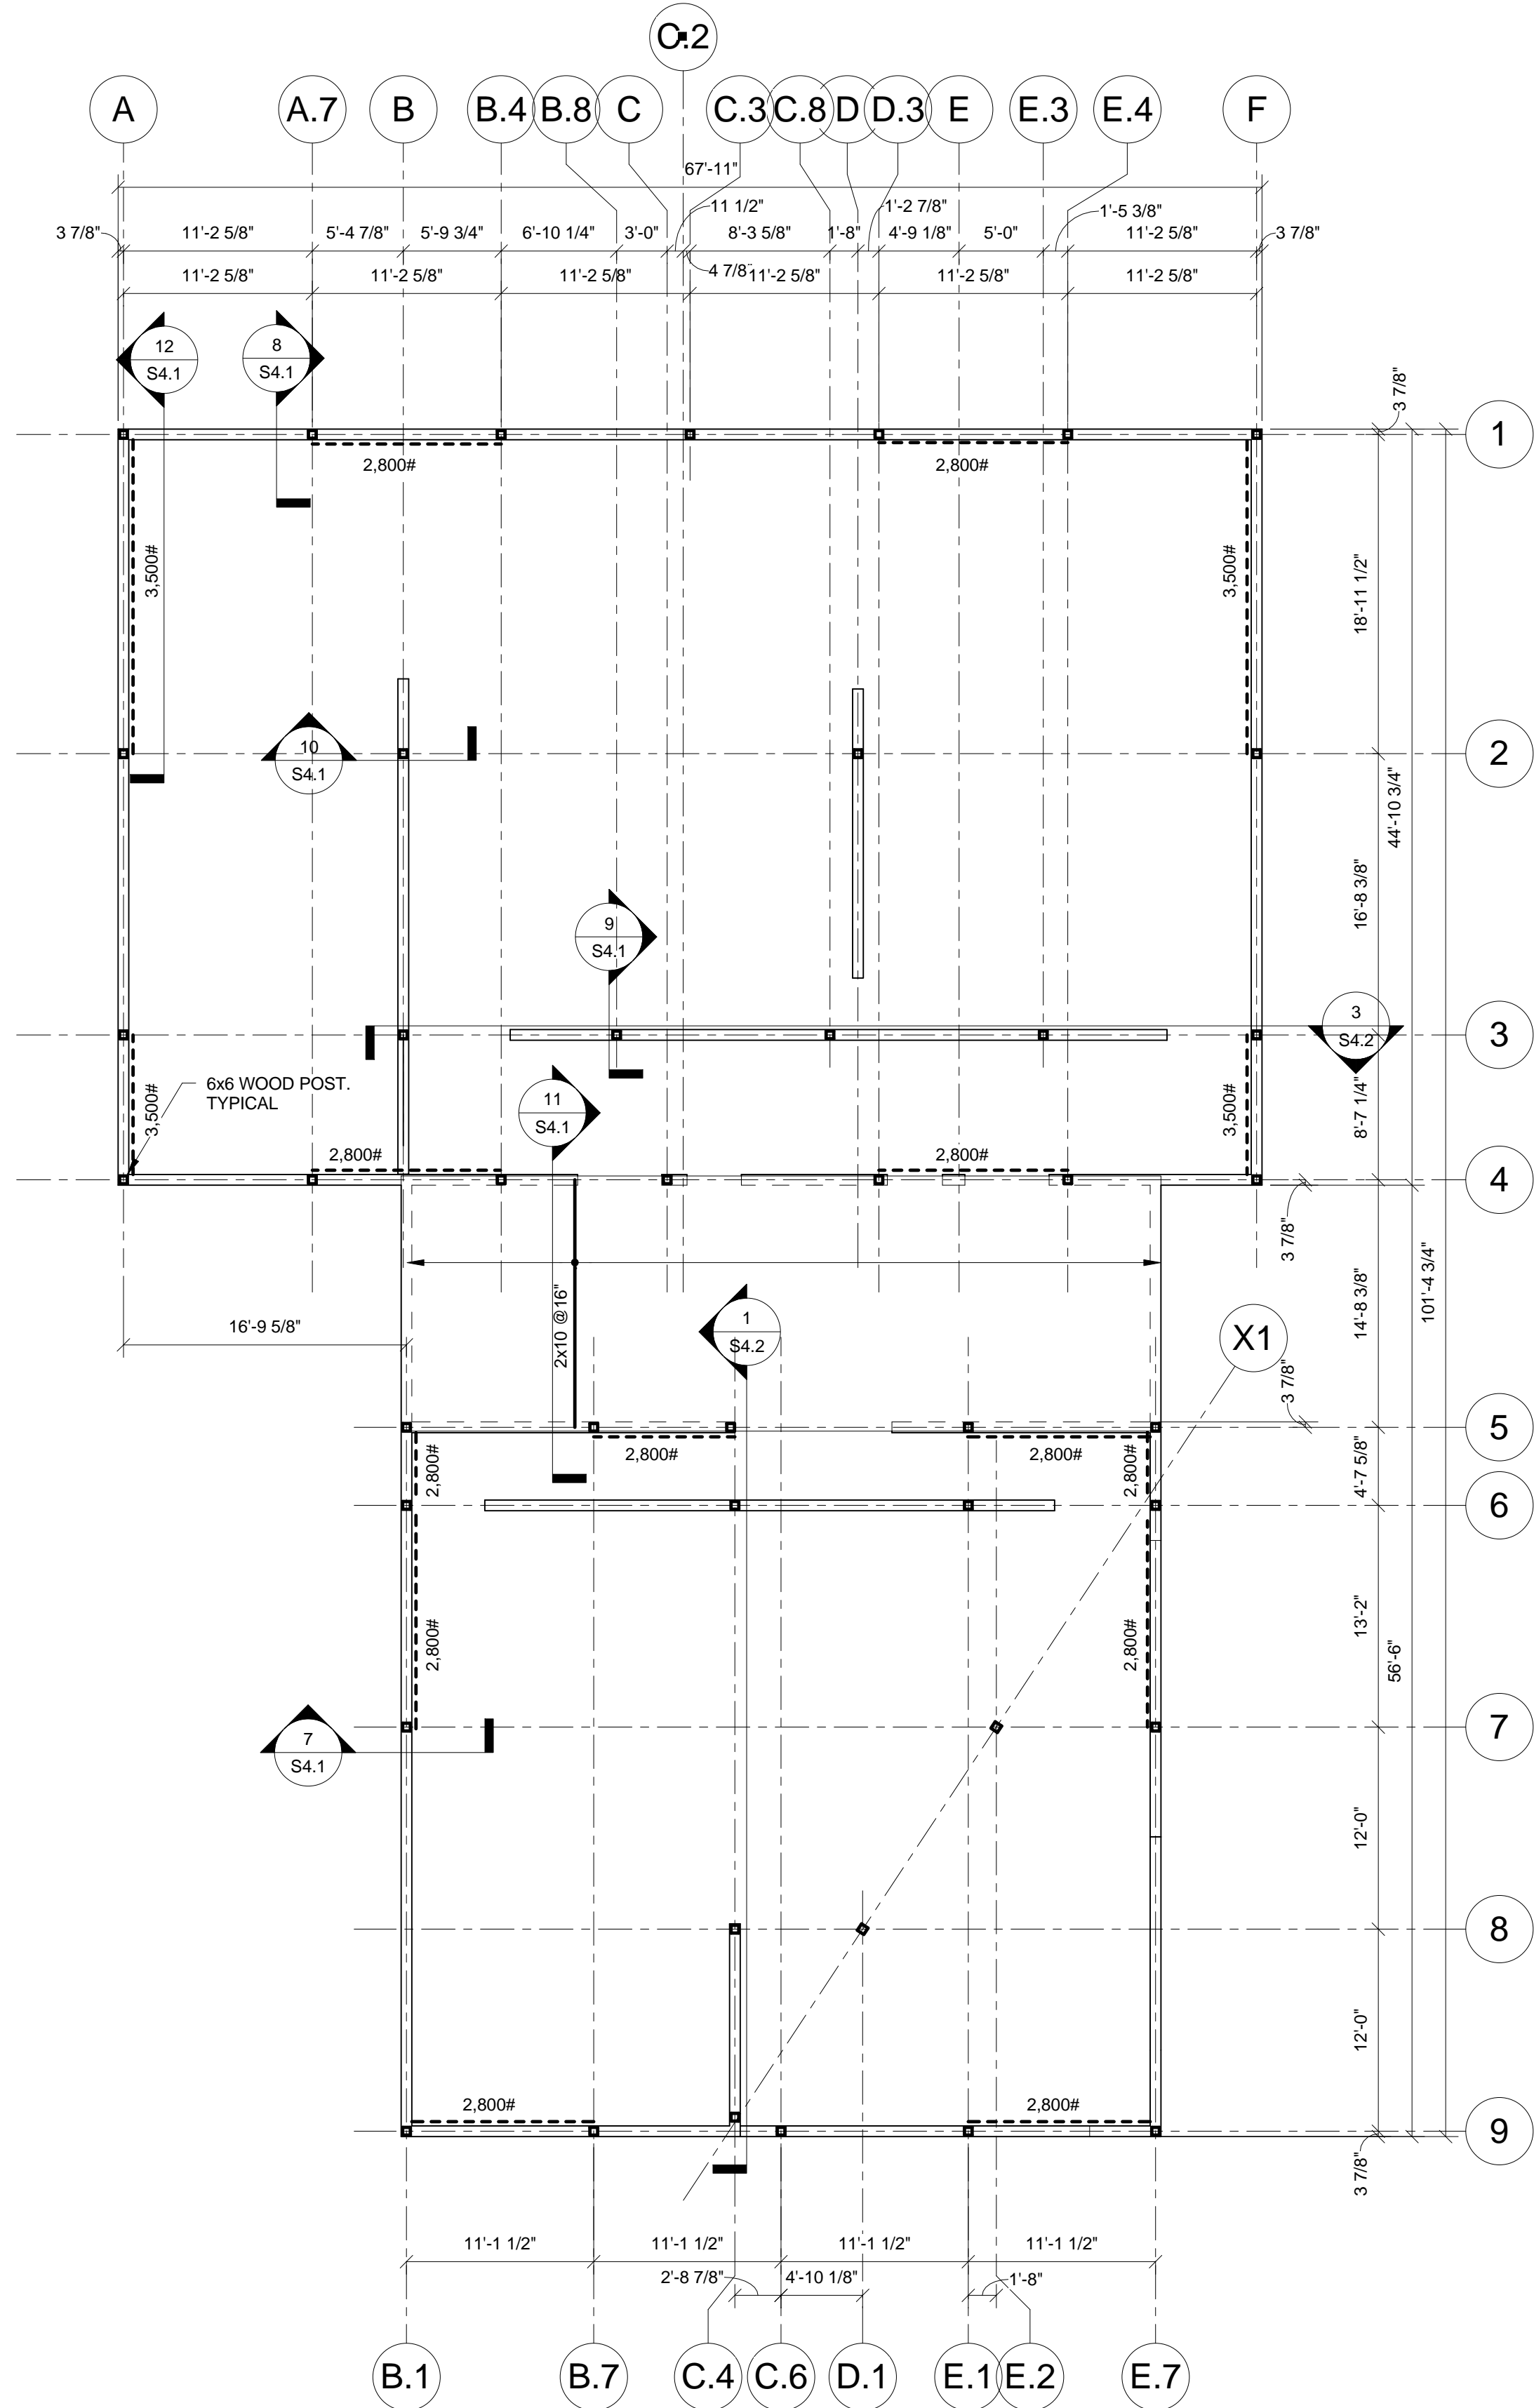 C.2
A
A.7
B
B.4
B.8
C
C.3
C.8
D
D.3
E
E.3
E.4
F
67'-11"
11 1/2"
1'-2 7/8"
1'-5 3/8"
3 7/8"
11'-2 5/8"
5'-4 7/8"
5'-9 3/4"
6'-10 1/4"
3'-0"
8'-3 5/8"
1'-8"
4'-9 1/8"
5'-0"
11'-2 5/8"
3 7/8"
11'-2 5/8"
11'-2 5/8"
11'-2 5/8"
4 7/8"
11'-2 5/8"
11'-2 5/8"
11'-2 5/8"
12
S4.1
8
S4.1
3 7/8"
1
2,800#
2,800#
3,500#
3,500#
18'-11 1/2"
10
S4.1
2
44'-10 3/4"
16'-8 3/8"
9
S4.1
3
S4.2
3
6x6 WOOD POST.
TYPICAL
3,500#
11
S4.1
3,500#
8'-7 1/4"
2,800#
2,800#
4
3 7/8"
16'-9 5/8"
2x10 @16"
1
S4.2
X1
14'-8 3/8"
101'-4 3/4"
3 7/8"
5
2,800#
2,800#
2,800#
2,800#
4'-7 5/8"
6
2,800#
2,800#
13'-2"
56'-6"
7
S4.1
7
12'-0"
8
12'-0"
2,800#
2,800#
9
3 7/8"
11'-1 1/2"
11'-1 1/2"
11'-1 1/2"
11'-1 1/2"
2'-8 7/8"
4'-10 1/8"
1'-8"
B.1
B.7
C.4
C.6
D.1
E.1
E.2
E.7